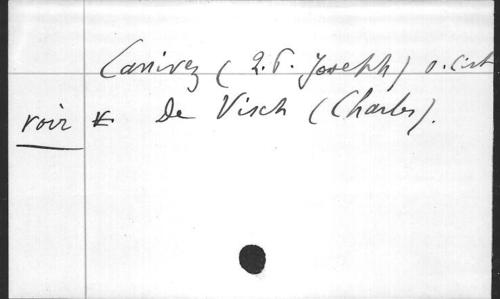 Canivez (R. P. Joseph) o. cist
voir * De Visch (Charles).